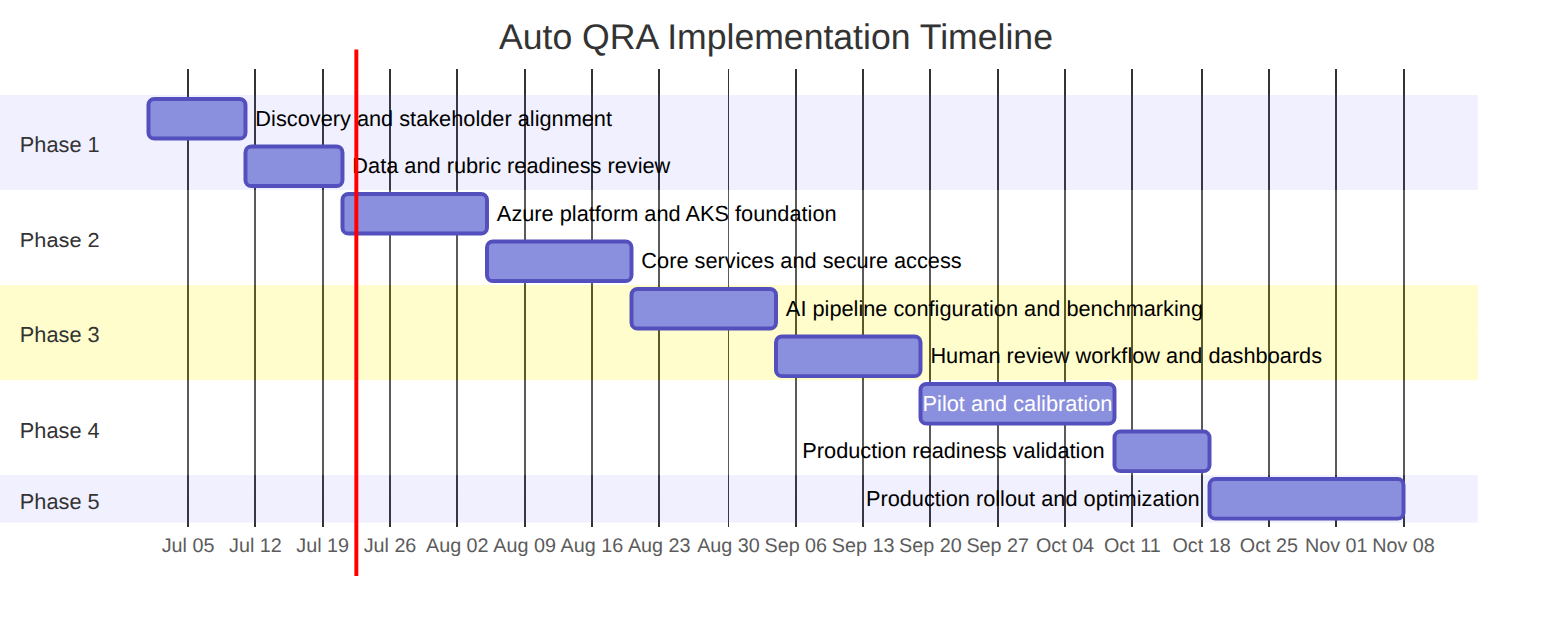 Auto QRA Implementation Timeline
Phase 1
Discovery and stakeholder alignment
Data and rubric readiness review
Phase 2
Azure platform and AKS foundation
Core services and secure access
Phase 3
AI pipeline configuration and benchmarking
Human review workflow and dashboards
Phase 4
Pilot and calibration
Production readiness validation
Phase 5
Production rollout and optimization
Jul 05 Jul 12 Jul 19 Jul 26 Aug 02 Aug 09 Aug 16 Aug 23 Aug 30 Sep 06 Sep 13 Sep 20 Sep 27 Oct 04 Oct 11 Oct 18 Oct 25 Nov 01 Nov 08